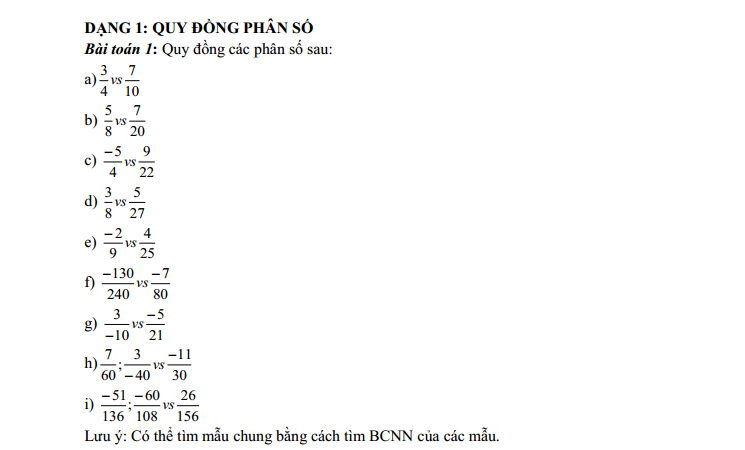 DẠNG 1: QUY ĐỒNG PHÂN SỐ
Bài toán 1: Quy đồng các phân số sau:
a) 3/4 vs 7/10
b) 5/8 vs 7/20
c) −5/4 vs 9/22
d) 3/8 vs 5/27
e) −2/9 vs 4/25
f) −130/240 vs −7/80
g) 3/−10 vs −5/21
h) 7/60; 3/−40 vs −11/30
i) −51/136; −60/108 vs 26/156
Lưu ý: Có thể tìm mẫu chung bằng cách tìm BCNN của các mẫu.